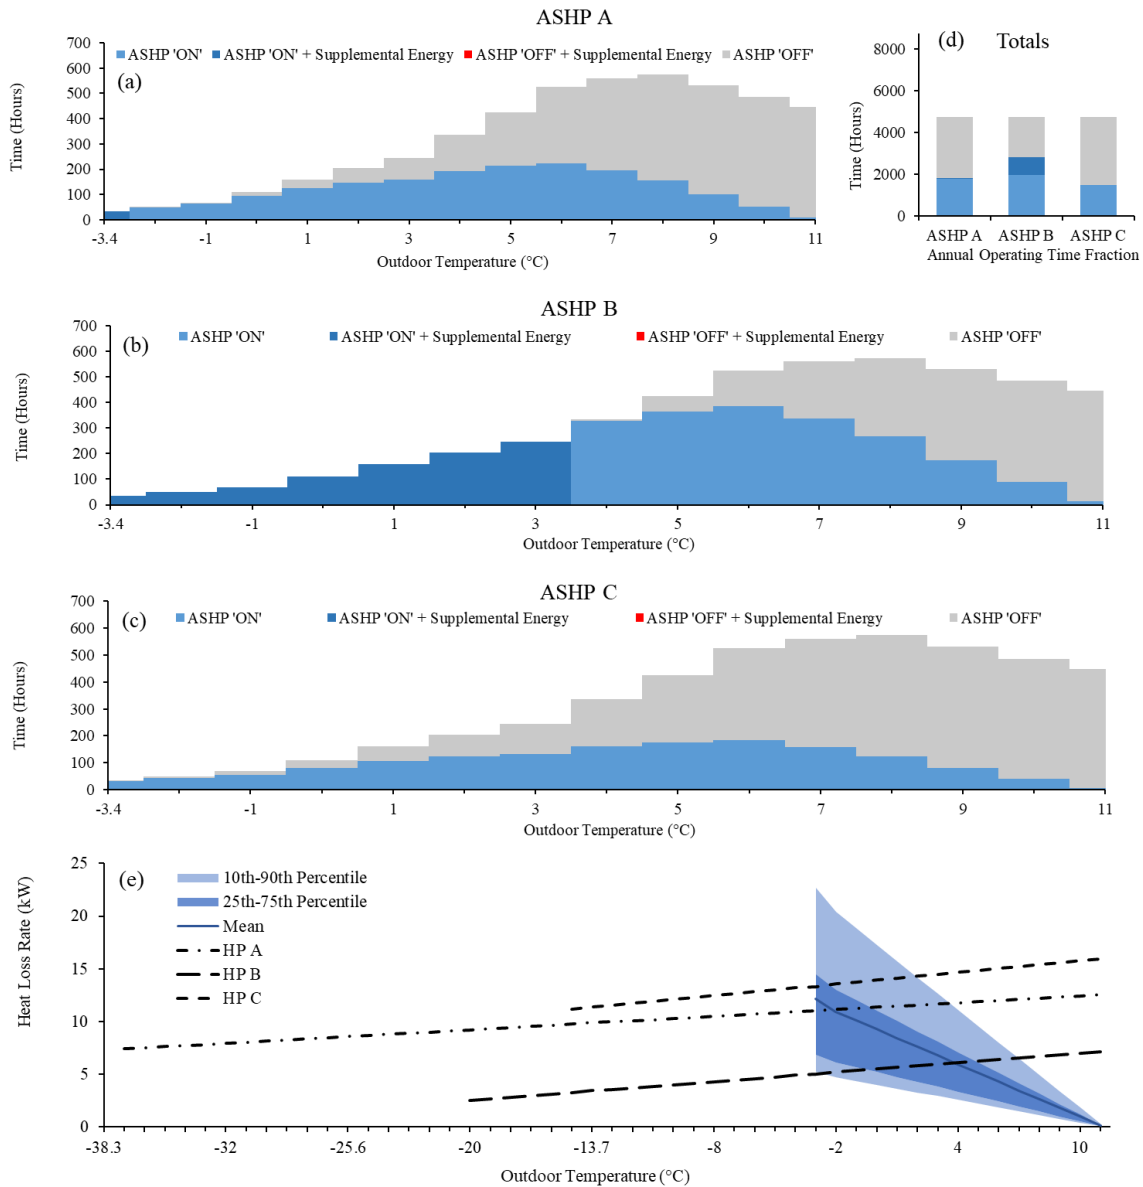 ASHP A
ASHP 'ON' ASHP 'ON' + Supplemental Energy ASHP 'OFF' + Supplemental Energy ASHP 'OFF'
(a)
Time (Hours)
700
600
500
400
300
200
100
0
-3.4 -1 1 3 5 7 9 11
Outdoor Temperature (°C)
(d) Totals
Time (Hours)
8000
6000
4000
2000
0
ASHP A ASHP B ASHP C
Annual Operating Time Fraction
ASHP B
ASHP 'ON' ASHP 'ON' + Supplemental Energy ASHP 'OFF' + Supplemental Energy ASHP 'OFF'
(b)
Time (Hours)
700
600
500
400
300
200
100
0
-3.4 -1 1 3 5 7 9 11
Outdoor Temperature (°C)
ASHP C
ASHP 'ON' ASHP 'ON' + Supplemental Energy ASHP 'OFF' + Supplemental Energy ASHP 'OFF'
(c)
Time (Hours)
700
600
500
400
300
200
100
0
-3.4 -1 1 3 5 7 9 11
Outdoor Temperature (°C)
(e)
Heat Loss Rate (kW)
25
20
15
10
5
0
10th-90th Percentile
25th-75th Percentile
Mean
HP A
HP B
HP C
-38.3 -32 -25.6 -20 -13.7 -8 -2 4 10
Outdoor Temperature (°C)